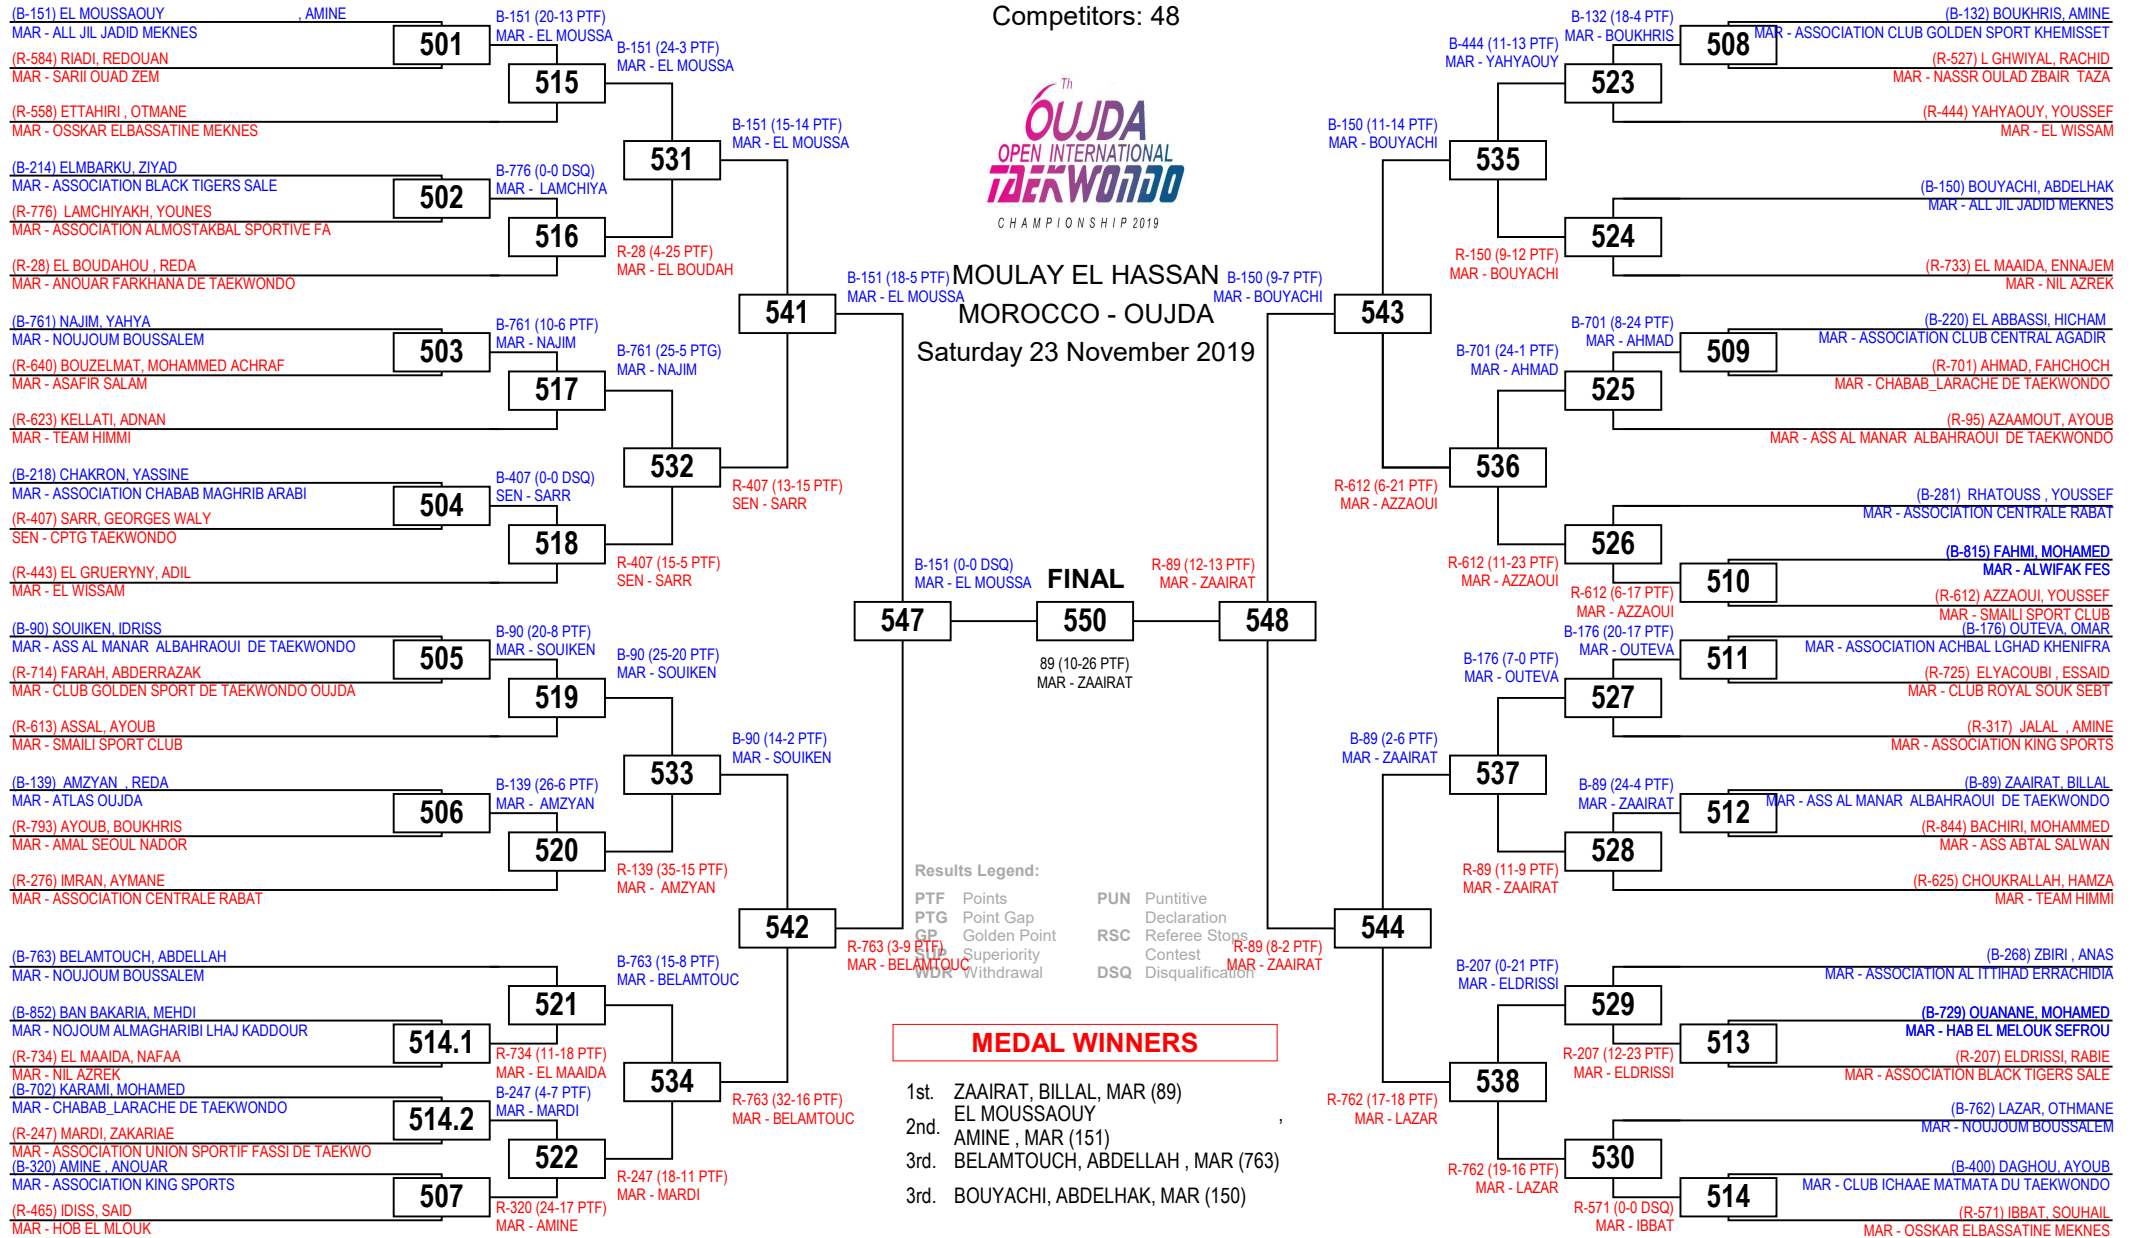 Competitors: 48
Th
6
OUJDA
OPEN INTERNATIONAL
TAEKWONDO
CHAMPIONSHIP 2019
MOULAY EL HASSAN
MOROCCO - OUJDA
Saturday 23 November 2019
(B-151) EL MOUSSAOUY , AMINE
MAR - ALL JIL JADID MEKNES
501
(R-584) RIADI, REDOUAN
MAR - SARII OUAD ZEM
B-151 (20-13 PTF)
MAR - EL MOUSSA
515
(R-558) ETTAHIRI , OTMANE
MAR - OSSKAR ELBASSATINE MEKNES
B-151 (24-3 PTF)
MAR - EL MOUSSA
531
(B-214) ELMBARKU, ZIYAD
MAR - ASSOCIATION BLACK TIGERS SALE
502
(R-776) LAMCHIYAKH, YOUNES
MAR - ASSOCIATION ALMOSTAKBAL SPORTIVE FA
B-776 (0-0 DSQ)
MAR - LAMCHIYA
516
(R-28) EL BOUDAHOU , REDA
MAR - ANOUAR FARKHANA DE TAEKWONDO
R-28 (4-25 PTF)
MAR - EL BOUDAH
B-151 (15-14 PTF)
MAR - EL MOUSSA
541
(B-761) NAJIM, YAHYA
MAR - NOUJOUM BOUSSALEM
503
(R-640) BOUZELMAT, MOHAMMED ACHRAF
MAR - ASAFIR SALAM
B-761 (10-6 PTF)
MAR - NAJIM
517
(R-623) KELLATI, ADNAN
MAR - TEAM HIMMI
B-761 (25-5 PTG)
MAR - NAJIM
532
(B-218) CHAKRON, YASSINE
MAR - ASSOCIATION CHABAB MAGHRIB ARABI
504
(R-407) SARR, GEORGES WALY
SEN - CPTG TAEKWONDO
B-407 (0-0 DSQ)
SEN - SARR
518
(R-443) EL GRUERYNY, ADIL
MAR - EL WISSAM
R-407 (15-5 PTF)
SEN - SARR
R-407 (13-15 PTF)
SEN - SARR
B-151 (18-5 PTF)
MAR - EL MOUSSA
547
(B-90) SOUIKEN, IDRISS
MAR - ASS AL MANAR ALBAHRAOUI DE TAEKWONDO
505
(R-714) FARAH, ABDERRAZAK
MAR - CLUB GOLDEN SPORT DE TAEKWONDO OUJDA
B-90 (20-8 PTF)
MAR - SOUIKEN
519
(R-613) ASSAL, AYOUB
MAR - SMAILI SPORT CLUB
B-90 (25-20 PTF)
MAR - SOUIKEN
533
(B-139) AMZYAN , REDA
MAR - ATLAS OUJDA
506
(R-793) AYOUB, BOUKHRIS
MAR - AMAL SEOUL NADOR
B-139 (26-6 PTF)
MAR - AMZYAN
520
(R-276) IMRAN, AYMANE
MAR - ASSOCIATION CENTRALE RABAT
R-139 (35-15 PTF)
MAR - AMZYAN
B-90 (14-2 PTF)
MAR - SOUIKEN
542
(B-763) BELAMTOUCH, ABDELLAH
MAR - NOUJOUM BOUSSALEM
521
(B-852) BAN BAKARIA, MEHDI
MAR - NOJOUM ALMAGHARIBI LHAJ KADDOUR
514.1
(R-734) EL MAAIDA, NAFAA
MAR - NIL AZREK
R-734 (11-18 PTF)
MAR - EL MAAIDA
B-763 (15-8 PTF)
MAR - BELAMTOUC
534
(B-702) KARAMI, MOHAMED
MAR - CHABAB_LARACHE DE TAEKWONDO
514.2
(R-247) MARDI, ZAKARIAE
MAR - ASSOCIATION UNION SPORTIF FASSI DE TAEKWO
B-247 (4-7 PTF)
MAR - MARDI
522
(B-320) AMINE , ANOUAR
MAR - ASSOCIATION KING SPORTS
507
(R-465) IDISS, SAID
MAR - HOB EL MLOUK
R-320 (24-17 PTF)
MAR - AMINE
R-247 (18-11 PTF)
MAR - MARDI
R-763 (32-16 PTF)
MAR - BELAMTOUC
R-763 (3-9 PTF)
MAR - BELAMTOUC
B-151 (0-0 DSQ)
MAR - EL MOUSSA
FINAL
550
89 (10-26 PTF)
MAR - ZAAIRAT
R-89 (12-13 PTF)
MAR - ZAAIRAT
548
B-150 (9-7 PTF)
MAR - BOUYACHI
543
B-150 (11-14 PTF)
MAR - BOUYACHI
535
B-444 (11-13 PTF)
MAR - YAHYAOUY
523
B-132 (18-4 PTF)
MAR - BOUKHRIS
508
(B-132) BOUKHRIS, AMINE
MAR - ASSOCIATION CLUB GOLDEN SPORT KHEMISSET
(R-527) L GHWIYAL, RACHID
MAR - NASSR OULAD ZBAIR TAZA
(R-444) YAHYAOUY, YOUSSEF
MAR - EL WISSAM
(B-150) BOUYACHI, ABDELHAK
MAR - ALL JIL JADID MEKNES
524
R-150 (9-12 PTF)
MAR - BOUYACHI
(R-733) EL MAAIDA, ENNAJEM
MAR - NIL AZREK
(B-220) EL ABBASSI, HICHAM
MAR - ASSOCIATION CLUB CENTRAL AGADIR
509
B-701 (8-24 PTF)
MAR - AHMAD
(R-701) AHMAD, FAHCHOCH
MAR - CHABAB_LARACHE DE TAEKWONDO
B-701 (24-1 PTF)
MAR - AHMAD
525
(R-95) AZAAMOUT, AYOUB
MAR - ASS AL MANAR ALBAHRAOUI DE TAEKWONDO
536
R-612 (6-21 PTF)
MAR - AZZAOUI
(B-281) RHATOUSS , YOUSSEF
MAR - ASSOCIATION CENTRALE RABAT
526
R-612 (11-23 PTF)
MAR - AZZAOUI
(B-815) FAHMI, MOHAMED
MAR - ALWIFAK FES
510
R-612 (6-17 PTF)
MAR - AZZAOUI
(R-612) AZZAOUI, YOUSSEF
MAR - SMAILI SPORT CLUB
(B-176) OUTEVA, OMAR
MAR - ASSOCIATION ACHBAL LGHAD KHENIFRA
511
B-176 (20-17 PTF)
MAR - OUTEVA
(R-725) ELYACOUBI , ESSAID
MAR - CLUB ROYAL SOUK SEBT
B-176 (7-0 PTF)
MAR - OUTEVA
527
(R-317) JALAL , AMINE
MAR - ASSOCIATION KING SPORTS
B-89 (2-6 PTF)
MAR - ZAAIRAT
537
(B-89) ZAAIRAT, BILLAL
MAR - ASS AL MANAR ALBAHRAOUI DE TAEKWONDO
512
B-89 (24-4 PTF)
MAR - ZAAIRAT
(R-844) BACHIRI, MOHAMMED
MAR - ASS ABTAL SALWAN
528
R-89 (11-9 PTF)
MAR - ZAAIRAT
(R-625) CHOUKRALLAH, HAMZA
MAR - TEAM HIMMI
544
R-89 (8-2 PTF)
MAR - ZAAIRAT
(B-268) ZBIRI , ANAS
MAR - ASSOCIATION AL ITTIHAD ERRACHIDIA
B-207 (0-21 PTF)
MAR - ELDRISSI
529
(B-729) OUANANE, MOHAMED
MAR - HAB EL MELOUK SEFROU
513
R-207 (12-23 PTF)
MAR - ELDRISSI
(R-207) ELDRISSI, RABIE
MAR - ASSOCIATION BLACK TIGERS SALE
538
R-762 (17-18 PTF)
MAR - LAZAR
(B-762) LAZAR, OTHMANE
MAR - NOUJOUM BOUSSALEM
530
R-762 (19-16 PTF)
MAR - LAZAR
(B-400) DAGHOU, AYOUB
MAR - CLUB ICHAAE MATMATA DU TAEKWONDO
514
R-571 (0-0 DSQ)
MAR - IBBAT
(R-571) IBBAT, SOUHAIL
MAR - OSSKAR ELBASSATINE MEKNES
Results Legend:
PTF Points
PTG Point Gap
GP Golden Point
SUP Superiority
WDR Withdrawal
PUN Puntitive
Declaration
RSC Referee Stops
Contest
DSQ Disqualification
MEDAL WINNERS
1st. ZAAIRAT, BILLAL, MAR (89)
2nd. EL MOUSSAOUY ,
AMINE , MAR (151)
3rd. BELAMTOUCH, ABDELLAH , MAR (763)
3rd. BOUYACHI, ABDELHAK, MAR (150)